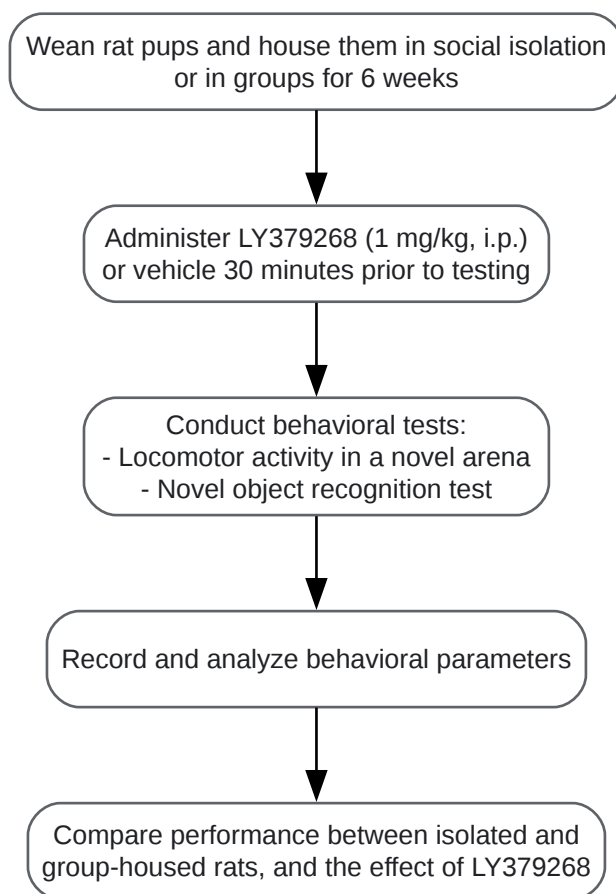 Wean rat pups and house them in social isolation
or in groups for 6 weeks
Administer LY379268 (1 mg/kg, i.p.)
or vehicle 30 minutes prior to testing
Conduct behavioral tests:
- Locomotor activity in a novel arena
- Novel object recognition test
Record and analyze behavioral parameters
Compare performance between isolated and
group-housed rats, and the effect of LY379268